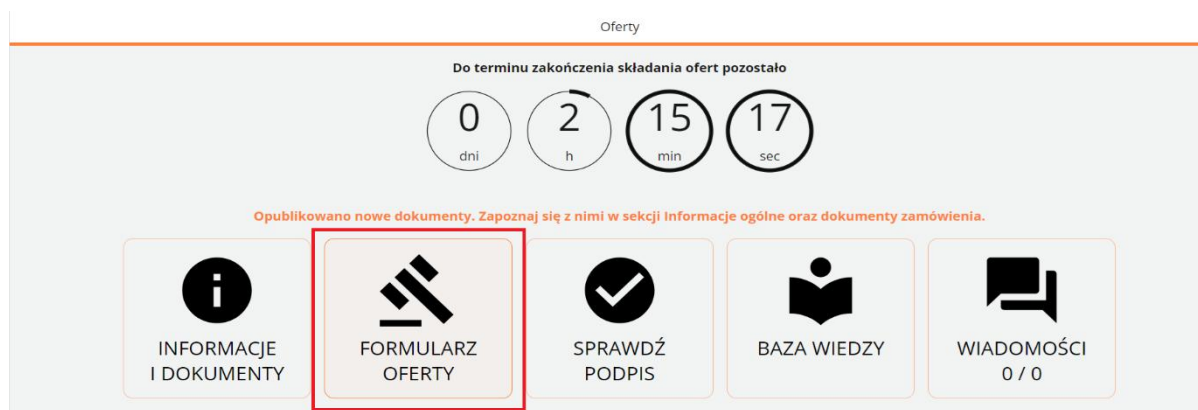 Oferty
Do terminu zakończenia składania ofert pozostało
0 2 15 17
dni h min sec
Opublikowano nowe dokumenty. Zapoznaj się z nimi w sekcji Informacje ogólne oraz dokumenty zamówienia.
INFORMACJE
I DOKUMENTY
FORMULARZ
OFERTY
SPRAWDŹ
PODPIS
BAZA WIEDZY
WIADOMOŚCI
0 / 0